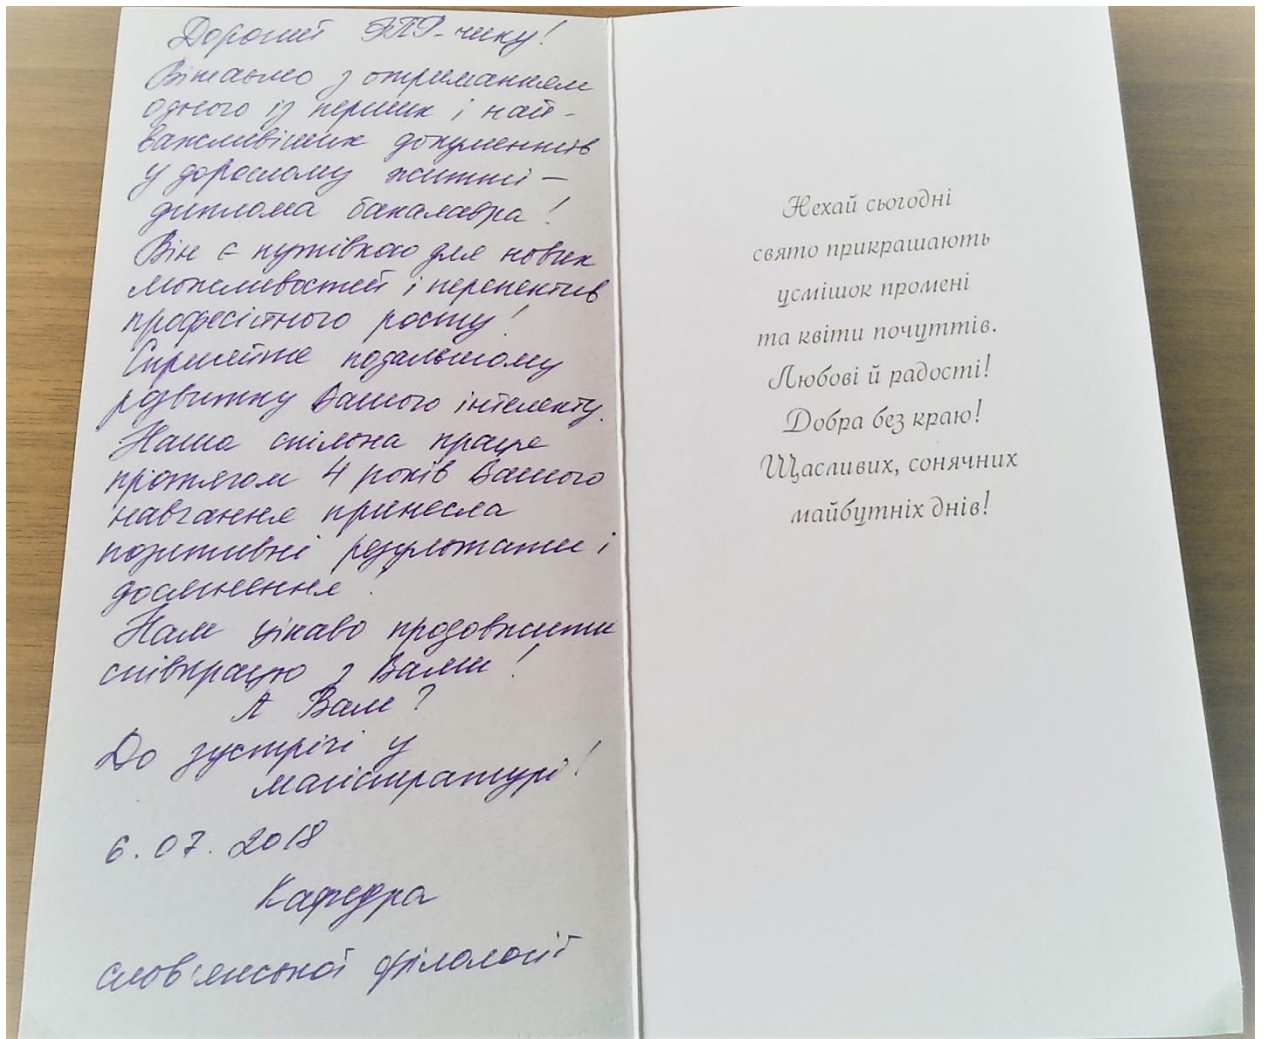 Дорогий ЯПР-чику!
Вітаємо з отриманням
одного із перших і най-
важливіших документів
у дорослому житті –
диплома бакалавра!
Він є путівкою для нових
можливостей і перспектив
професійного росту!
Сприяйте подальшому
розвитку Вашого інтелекту.
Наша спільна праця
протягом 4 років Вашого
навчання принесла
позитивні результати і
досягнення!
Нам цікаво продовжити
співпрацю з Вами!
А Вам?
До зустрічі у
магістратурі!
6.07.2018
Кафедра
слов'янської філології
Нехай сьогодні
свято прикрашають
усмішок промені
та квіти почуттів.
Любові й радості!
Добра без краю!
Щасливих, сонячних
майбутніх днів!